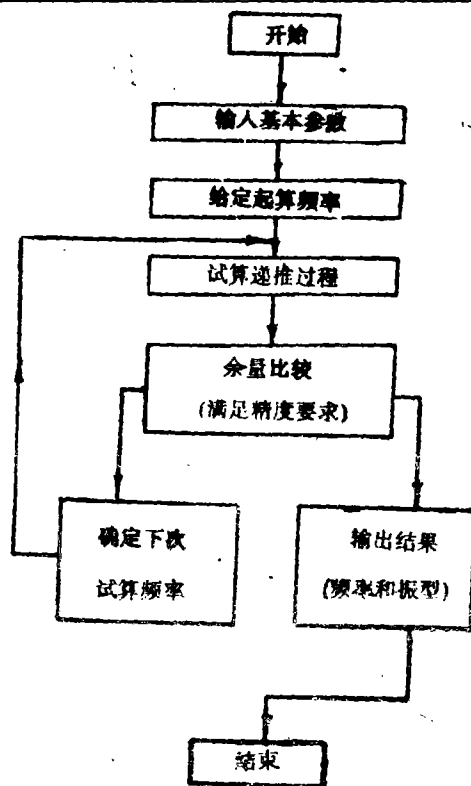 开始
输人基本参数
给定起算频率
试算递推过程
余量比较
(满足精度要求)
确定下次
试算频率
输出结果
(频率和振型)
结束